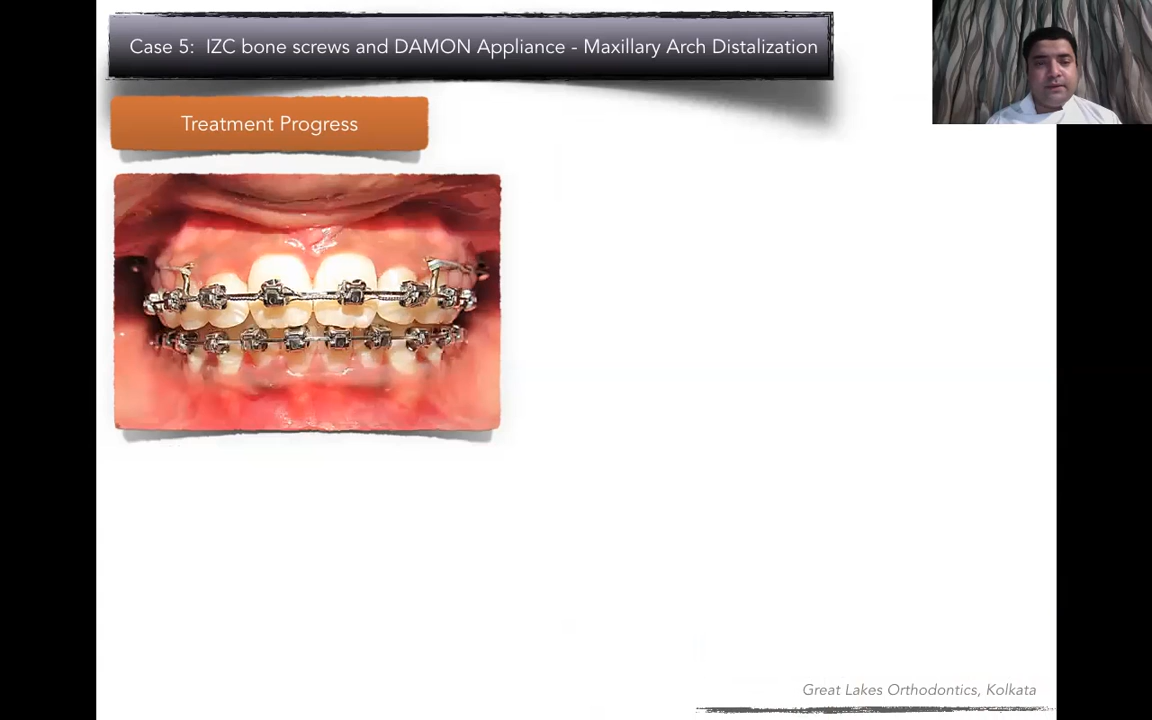 Case 5: IZC bone screws and DAMON Appliance - Maxillary Arch Distalization
Treatment Progress
Great Lakes Orthodontics, Kolkata